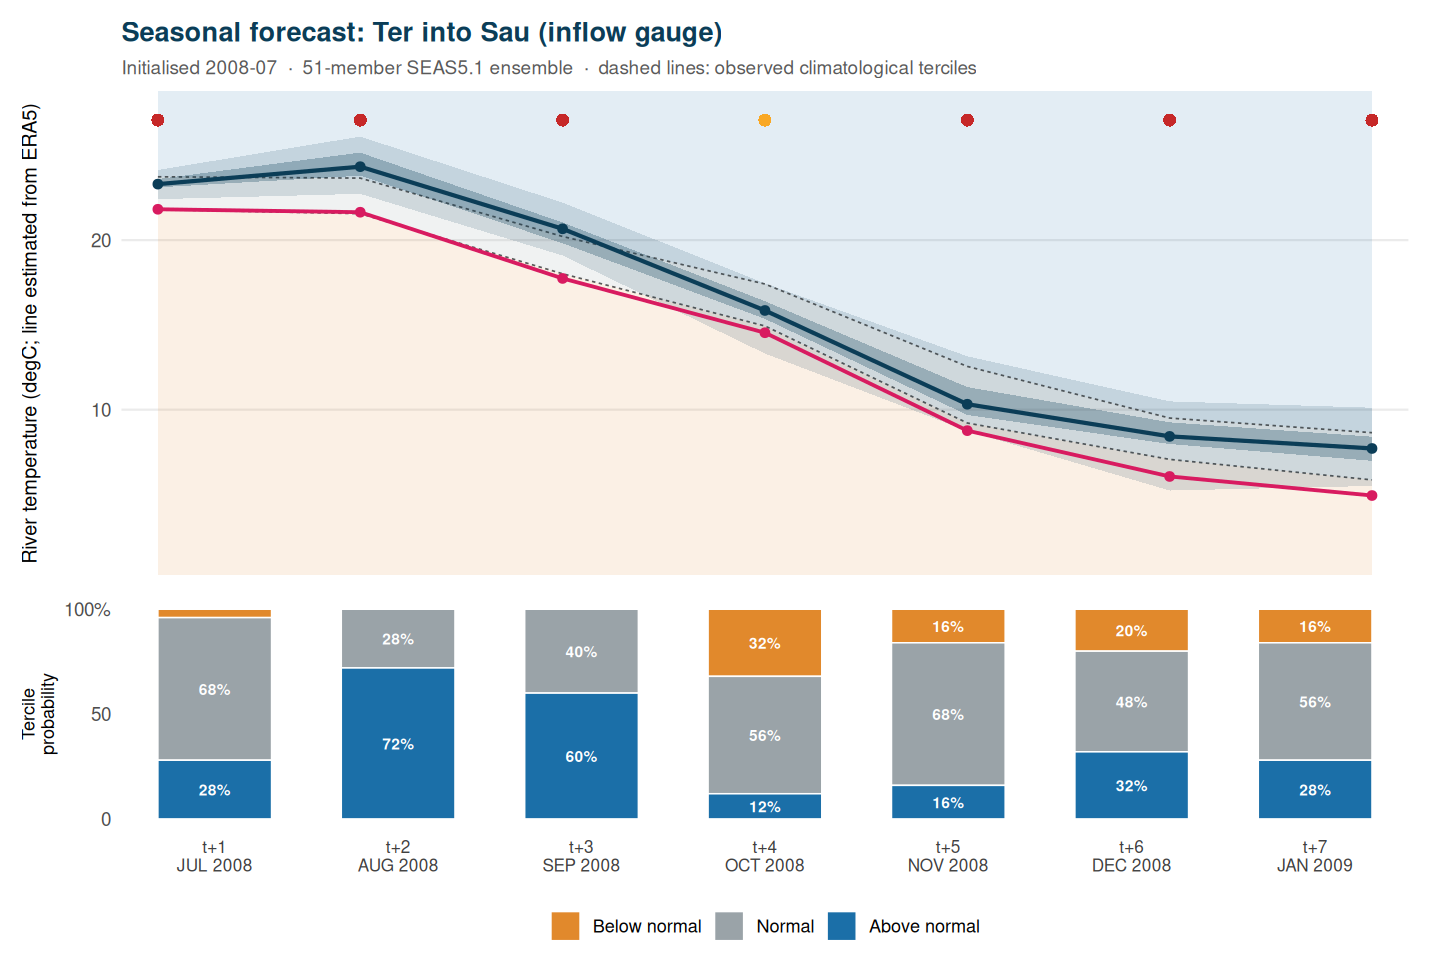 Seasonal forecast: Ter into Sau (inflow gauge)
Initialised 2008-07 · 51-member SEAS5.1 ensemble · dashed lines: observed climatological terciles
River temperature (degC; line estimated from ERA5)
20
10
Tercile
probability
100%
50
0
68%
28%
28%
72%
40%
60%
32%
56%
12%
16%
68%
16%
20%
48%
32%
16%
56%
28%
t+1
JUL 2008
t+2
AUG 2008
t+3
SEP 2008
t+4
OCT 2008
t+5
NOV 2008
t+6
DEC 2008
t+7
JAN 2009
Below normal Normal Above normal